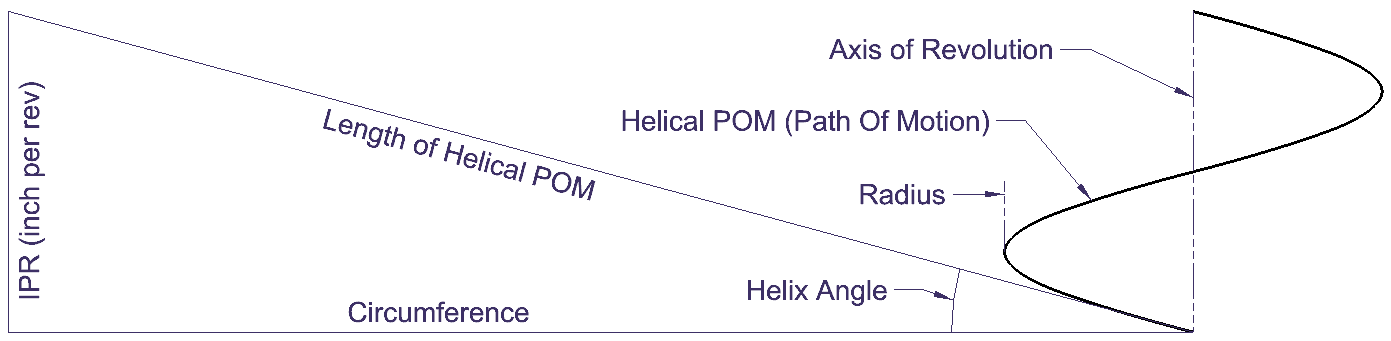 Axis of Revolution
Helical POM (Path Of Motion)
Length of Helical POM
IPR (inch per rev)
Radius
Helix Angle
Circumference